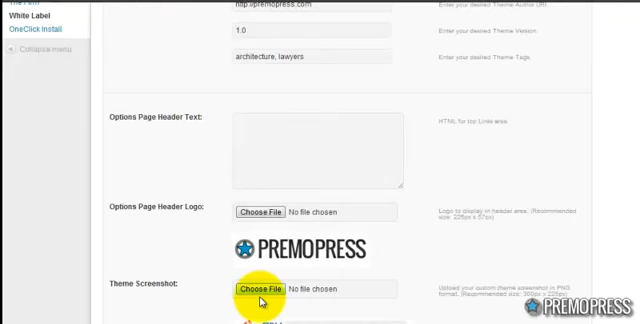 White Label
OneClick Install
Collapse menu
http://premopress.com
Enter your desired Theme Author URI.
1.0
Enter your desired Theme Version.
architecture, lawyers
Enter your desired Theme Tags.
Options Page Header Text:
HTML for top Links area.
Options Page Header Logo:
Choose File No file chosen
Logo to display in header area. (Recommended
size: 225px x 57px)
PREMOPRESS
Theme Screenshot:
Choose File No file chosen
Upload your custom theme screenshot in PNG
format. (Recommended size: 300px x 225px)
PREMOPRESS